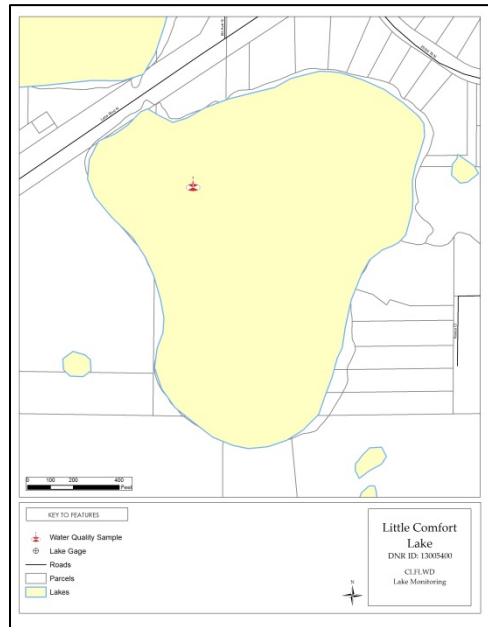 0 100 200 400
Feet
KEY TO FEATURES
Water Quality Sample
Lake Gage
Roads
Parcels
Lakes
N
Little Comfort
Lake
DNR ID: 13005400
CLFLWD
Lake Monitoring